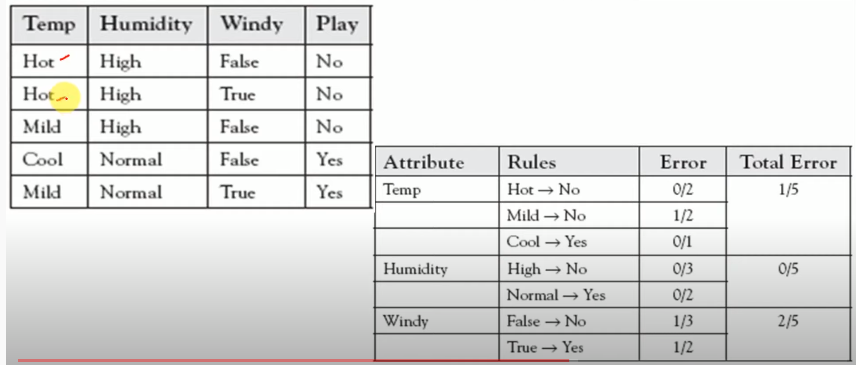 Temp Humidity Windy Play
Hot High False No
Hot High True No
Mild High False No
Cool Normal False Yes
Mild Normal True Yes
Attribute Rules Error Total Error
Temp Hot → No 0/2 1/5
Mild → No 1/2
Cool → Yes 0/1
Humidity High → No 0/3 0/5
Normal → Yes 0/2
Windy False → No 1/3 2/5
True → Yes 1/2